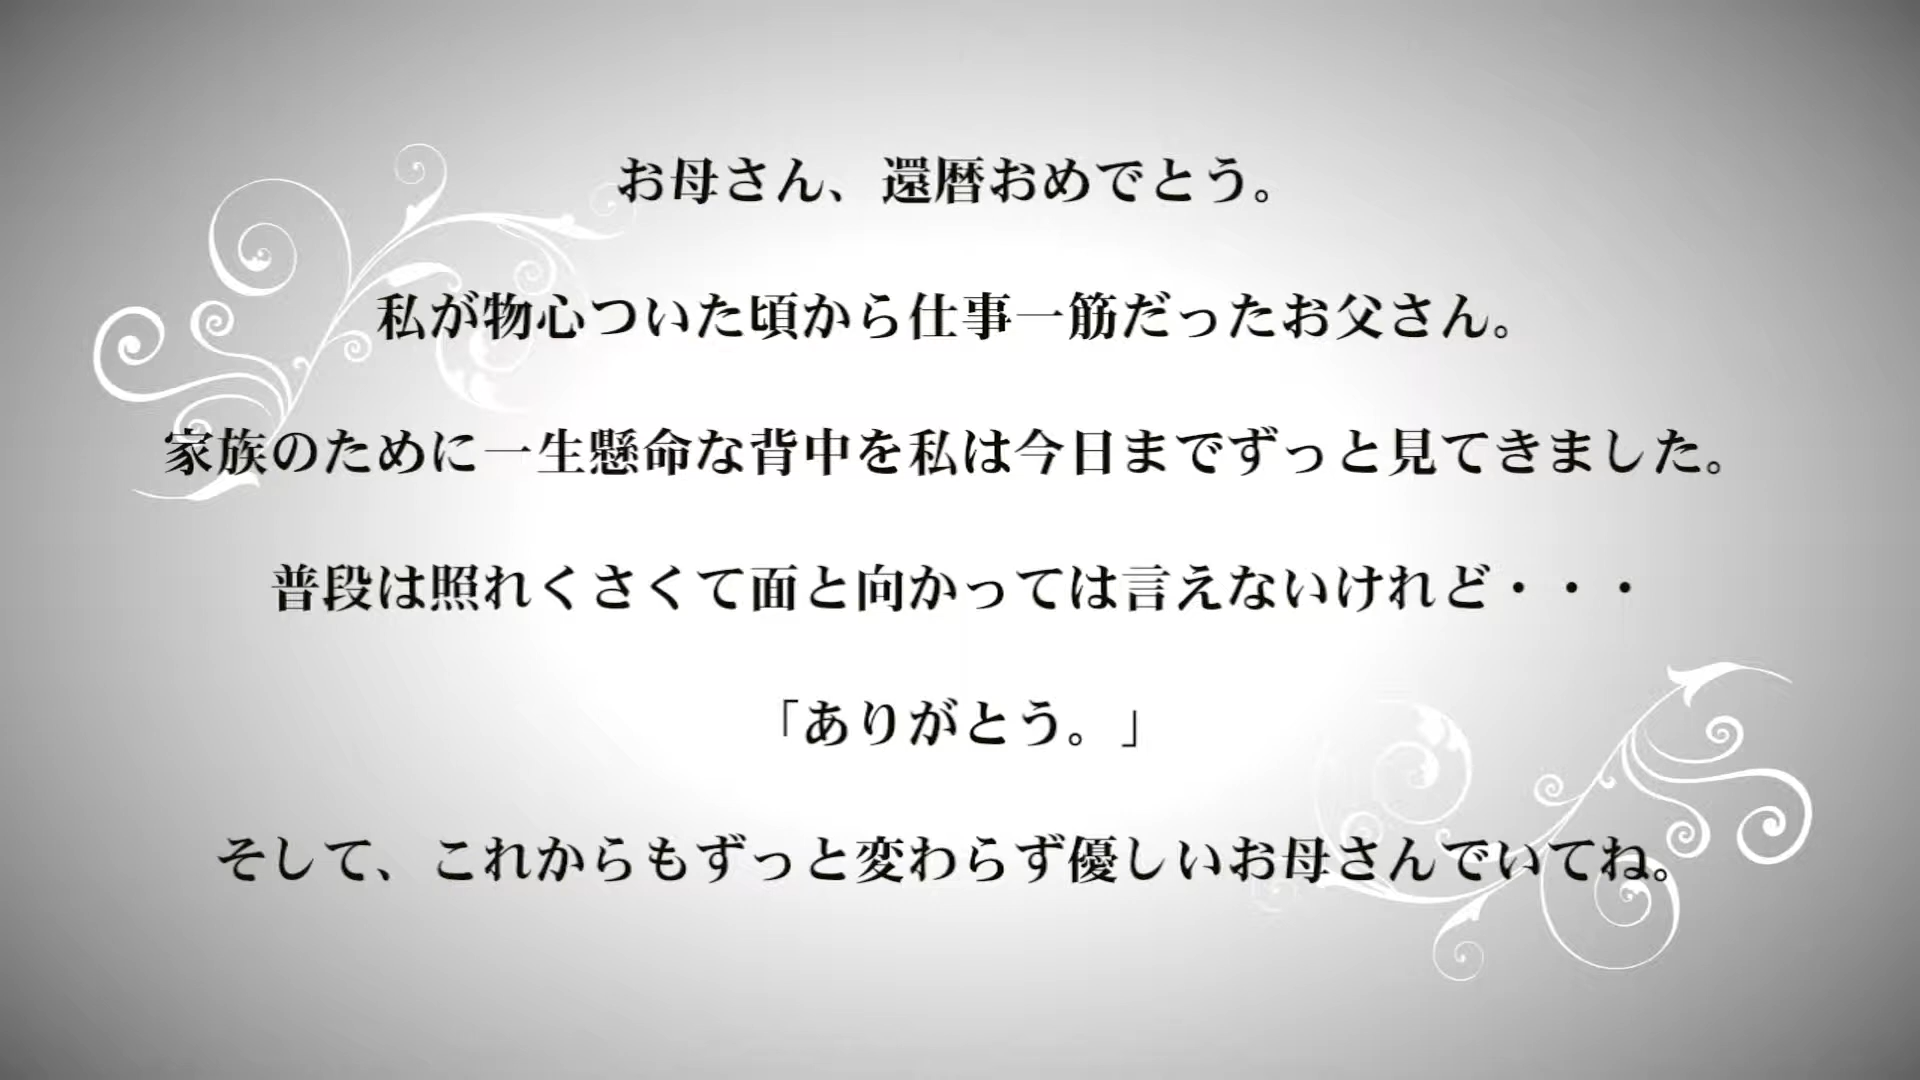 お母さん、還暦おめでとう。
私が物心ついた頃から仕事一筋だったお父さん。
家族のために一生懸命な背中を私は今日までずっと見てきました。
普段は照れくさくて面と向かっては言えないけれど・・・
「ありがとう。」
そして、これからもずっと変わらず優しいお母さんでいてね。